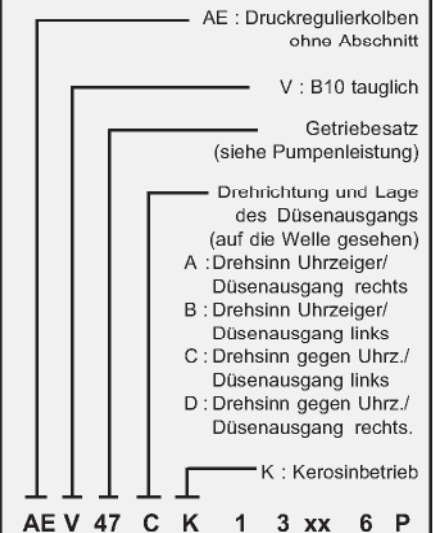 AE : Druckregulierkolben
ohne Abschnitt
V : B10 tauglich
Getriebesatz
(siehe Pumpenleistung)
Drehrichtung und Lage
des Düsenausgangs
(auf die Welle gesehen)
A : Drehsinn Uhrzeiger/
Düsenausgang rechts
B : Drehsinn Uhrzeiger/
Düsenausgang links
C : Drehsinn gegen Uhrz./
Düsenausgang links
D : Drehsinn gegen Uhrz./
Düsenausgang rechts.
K : Kerosinbetrieb
AE V 47 C K 1 3 xx 6 P